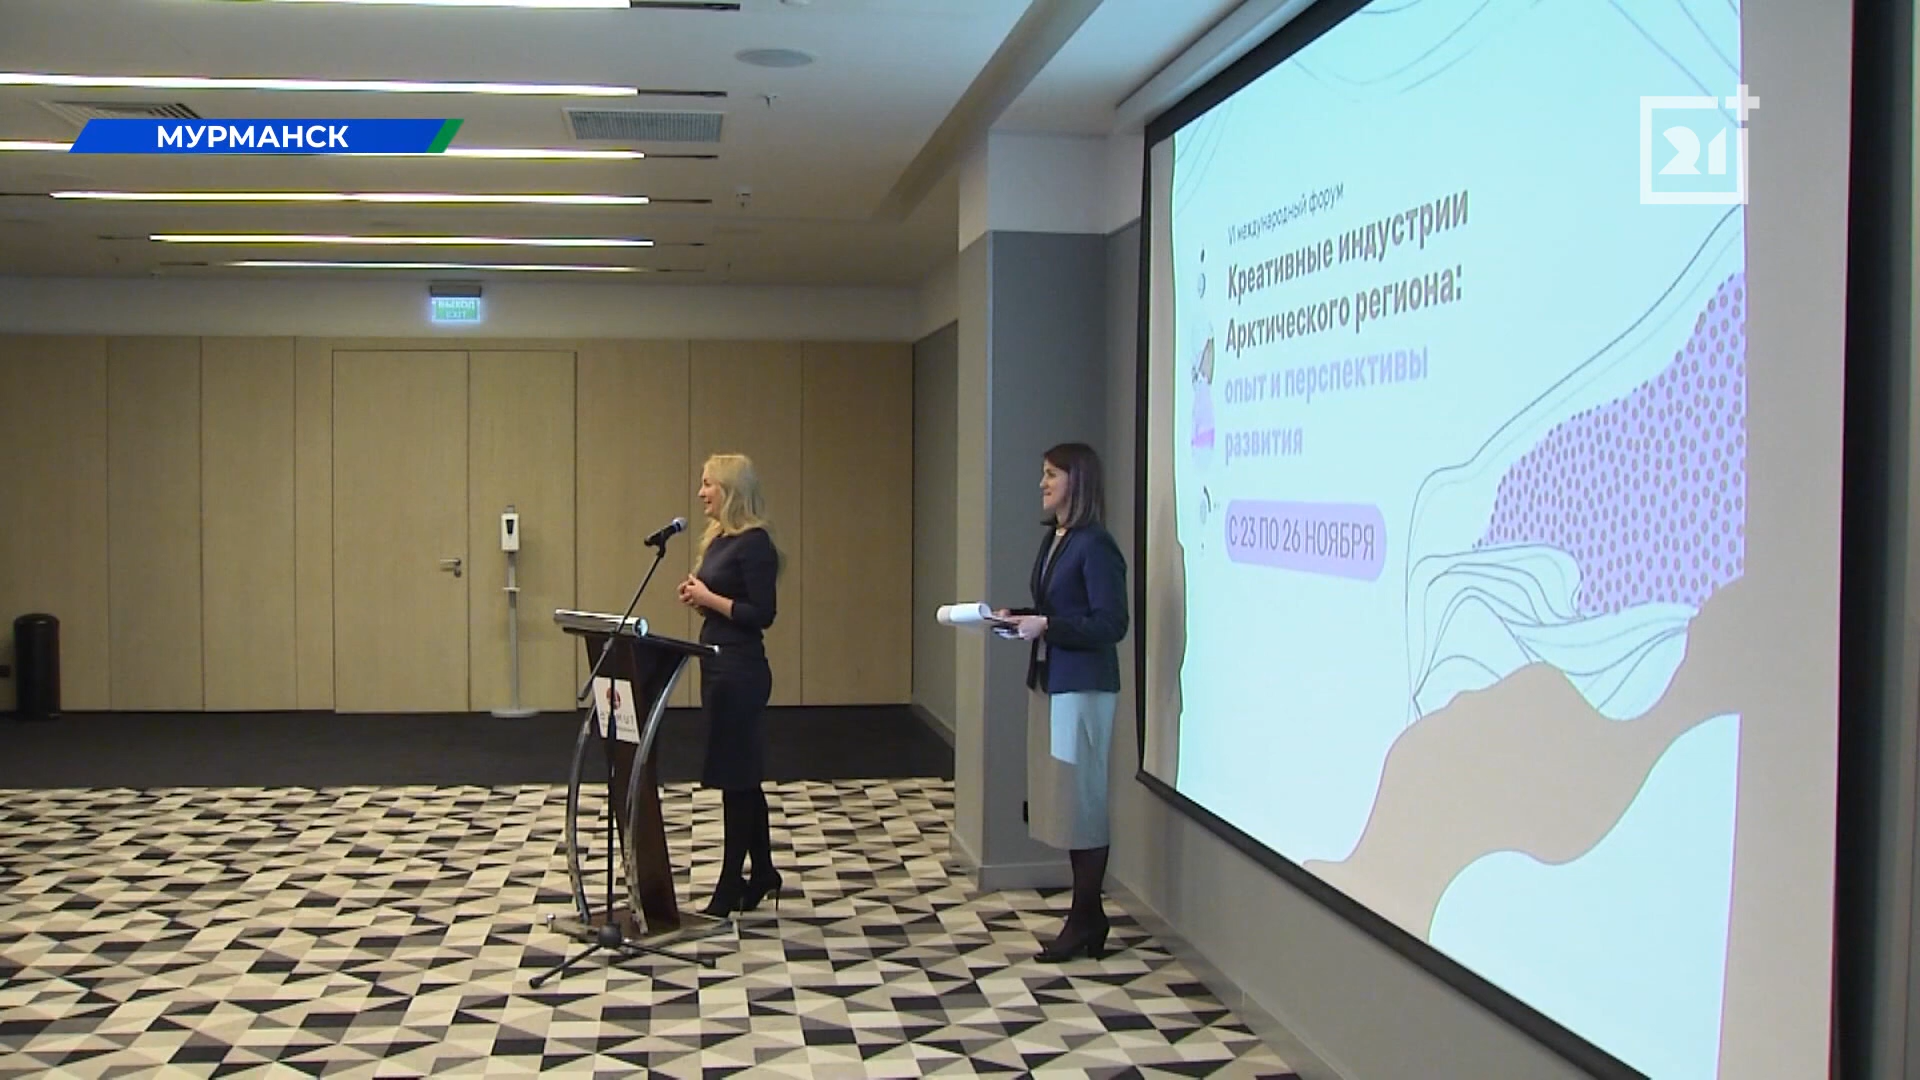 МУРМАНСК
21+
VI международный форум
Креативные индустрии
Арктического региона:
опыт и перспективы
развития
С 23 ПО 26 НОЯБРЯ
ВЫХОД
EXIT